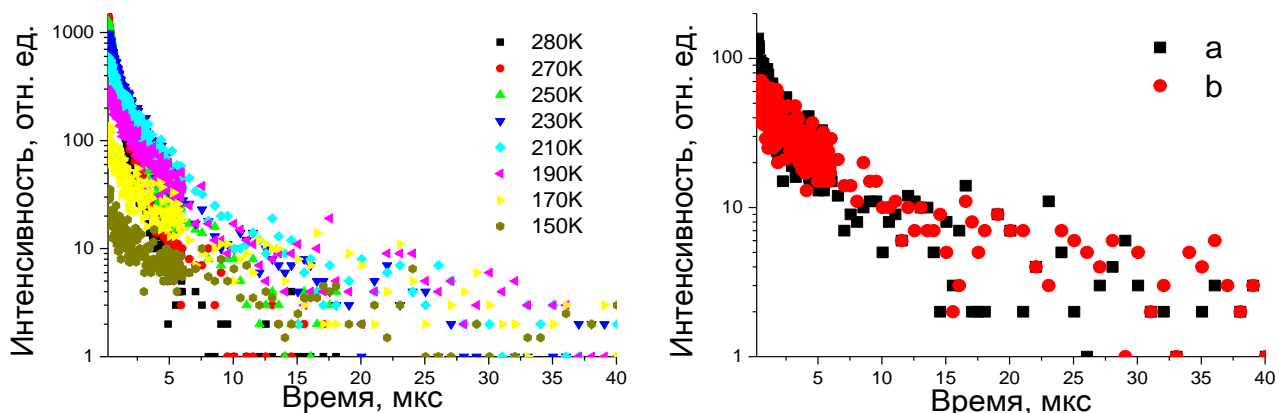 Интенсивность, отн. ед.
1000
100
10
1
5
10
15
20
25
30
35
40
Время, мкс
280K
270K
250K
230K
210K
190K
170K
150K
Интенсивность, отн. ед.
100
10
1
5
10
15
20
25
30
35
40
Время, мкс
a
b